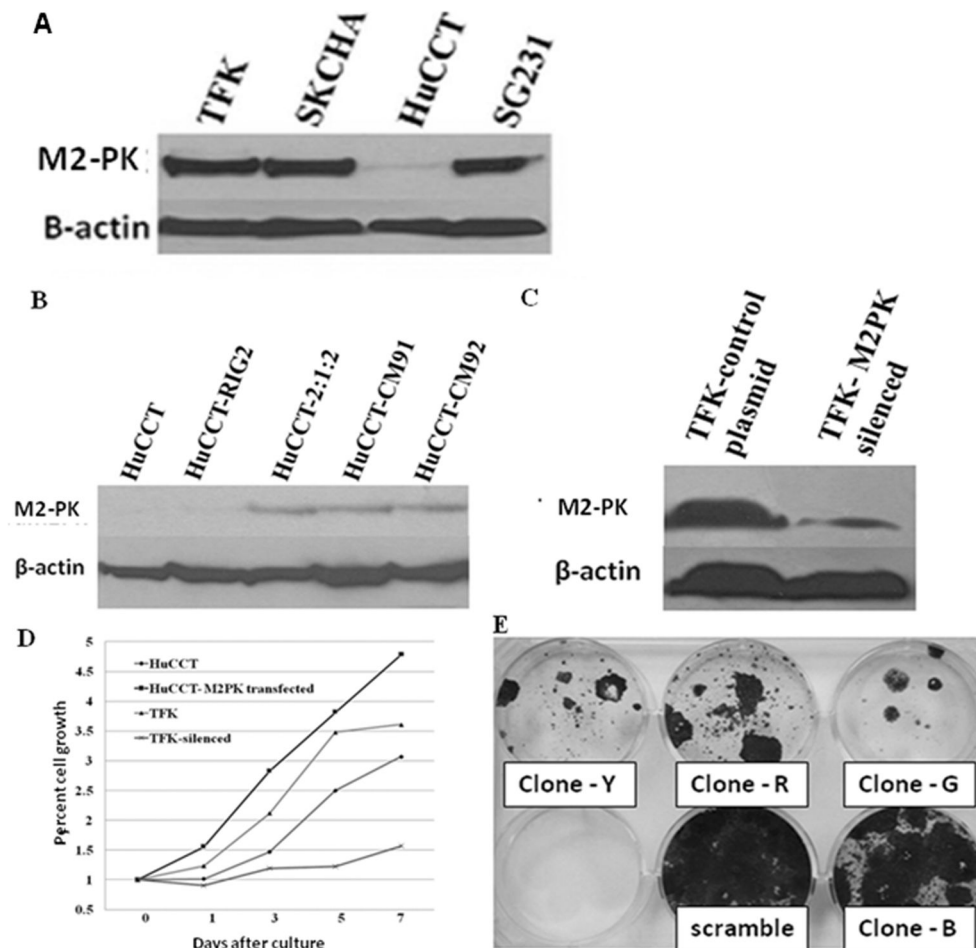 A
TFK
SKCHA
HuCCT
SG231
M2-PK
B-actin
B
HuCCT
HuCCT-RIG2
HuCCT-2:1:2
HuCCT-CM91
HuCCT-CM92
M2-PK
β-actin
C
TFK-control
plasmid
TFK- M2PK
silenced
M2-PK
β-actin
D
5
4.5
4
3.5
3
2.5
2
1.5
1
0.5
HuCCT
HuCCT- M2PK transfected
TFK
TFK-silenced
Percent cell growth
0
1
3
5
7
Days after culture
E
Clone - Y
Clone - R
Clone - G
scramble
Clone - B